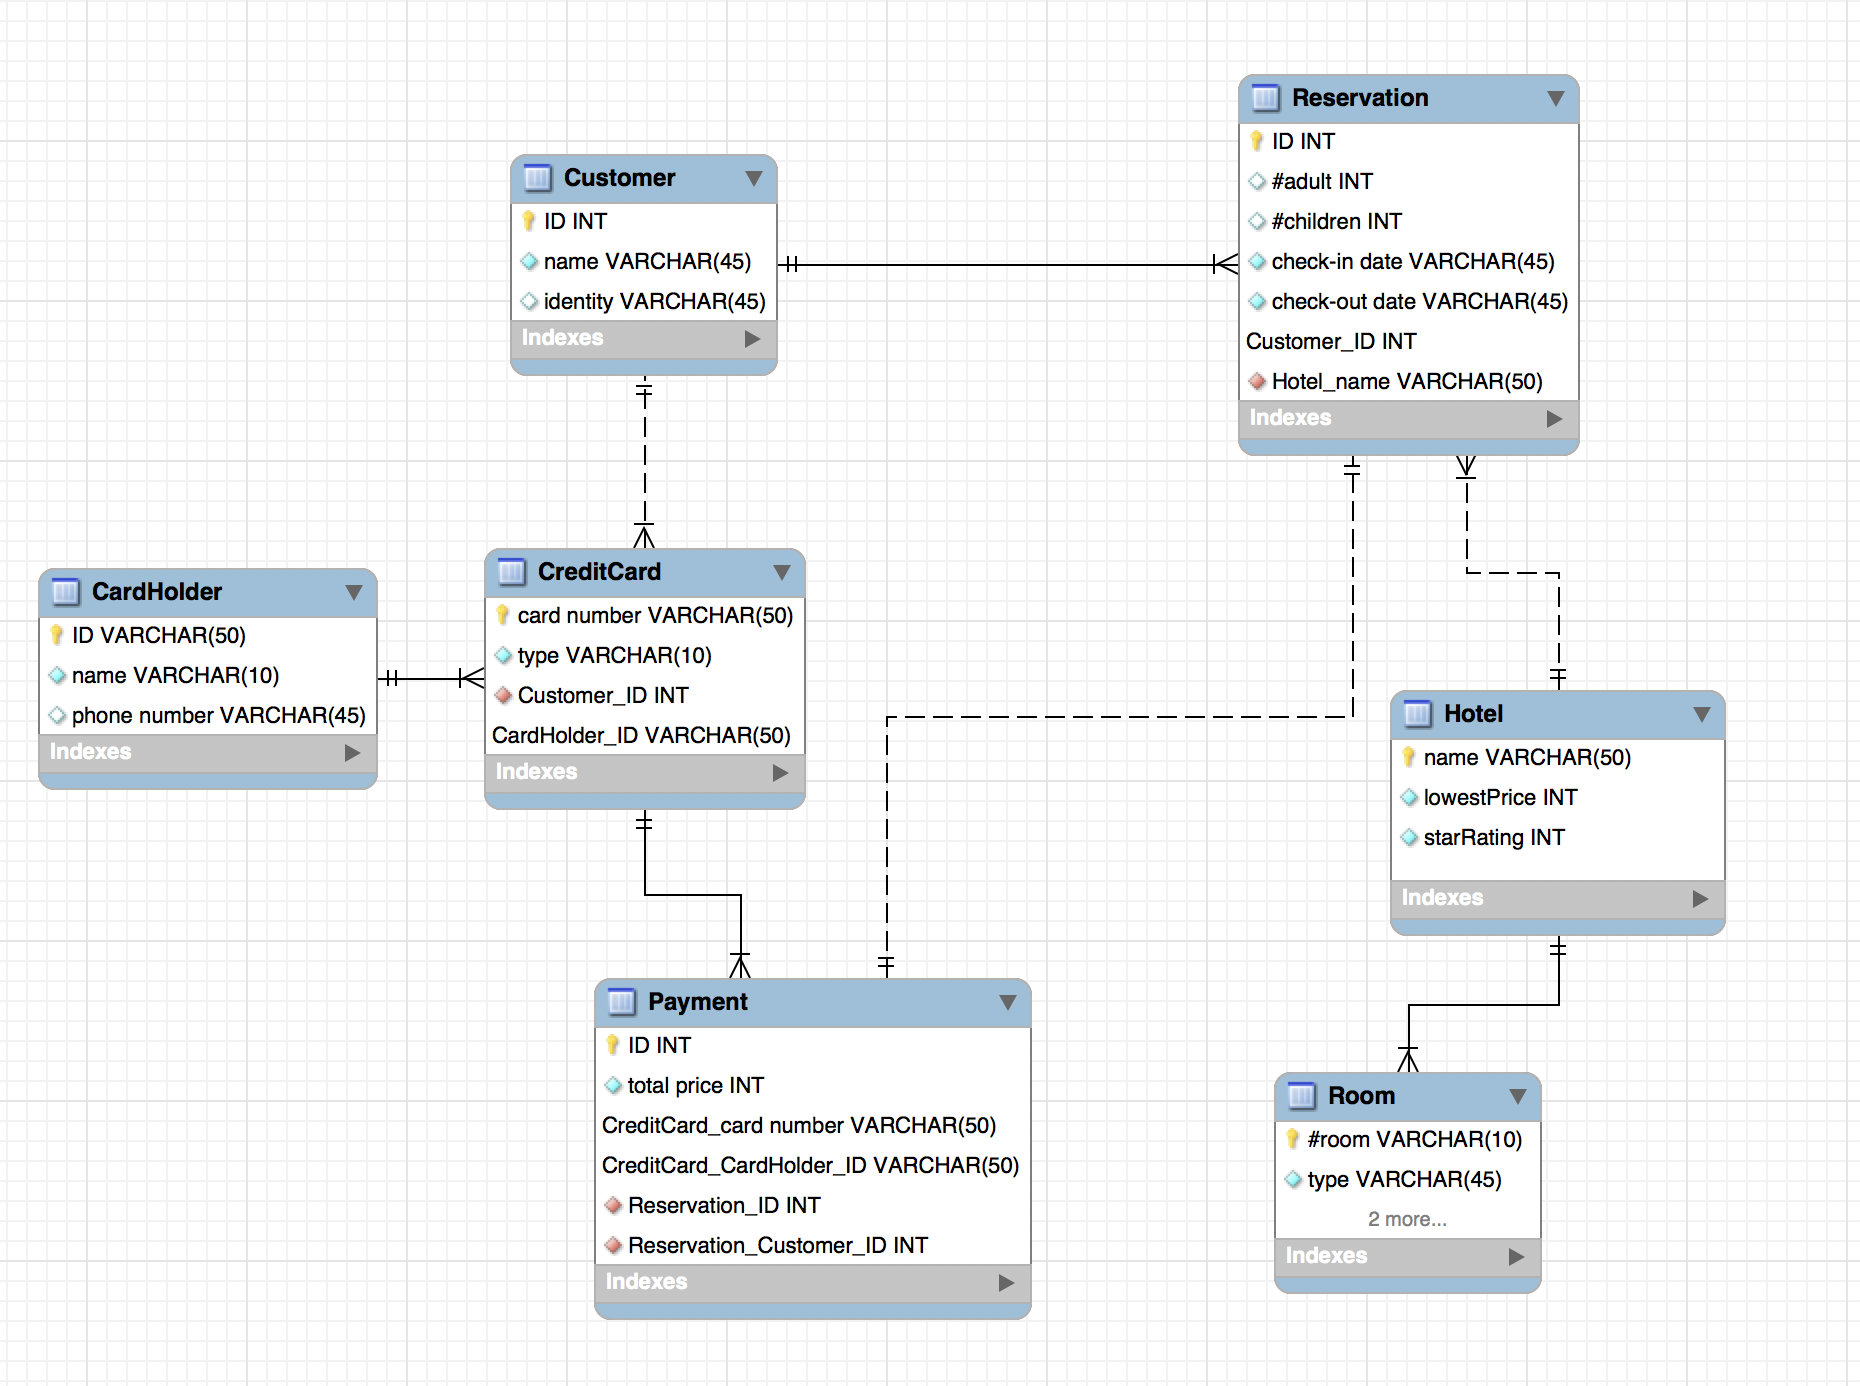 Reservation
ID INT
#adult INT
#children INT
check-in date VARCHAR(45)
check-out date VARCHAR(45)
Customer_ID INT
Hotel_name VARCHAR(50)
Indexes
Customer
ID INT
name VARCHAR(45)
identity VARCHAR(45)
Indexes
CardHolder
ID VARCHAR(50)
name VARCHAR(10)
phone number VARCHAR(45)
Indexes
CreditCard
card number VARCHAR(50)
type VARCHAR(10)
Customer_ID INT
CardHolder_ID VARCHAR(50)
Indexes
Hotel
name VARCHAR(50)
lowestPrice INT
starRating INT
Indexes
Payment
ID INT
total price INT
CreditCard_card number VARCHAR(50)
CreditCard_CardHolder_ID VARCHAR(50)
Reservation_ID INT
Reservation_Customer_ID INT
Indexes
Room
#room VARCHAR(10)
type VARCHAR(45)
2 more...
Indexes